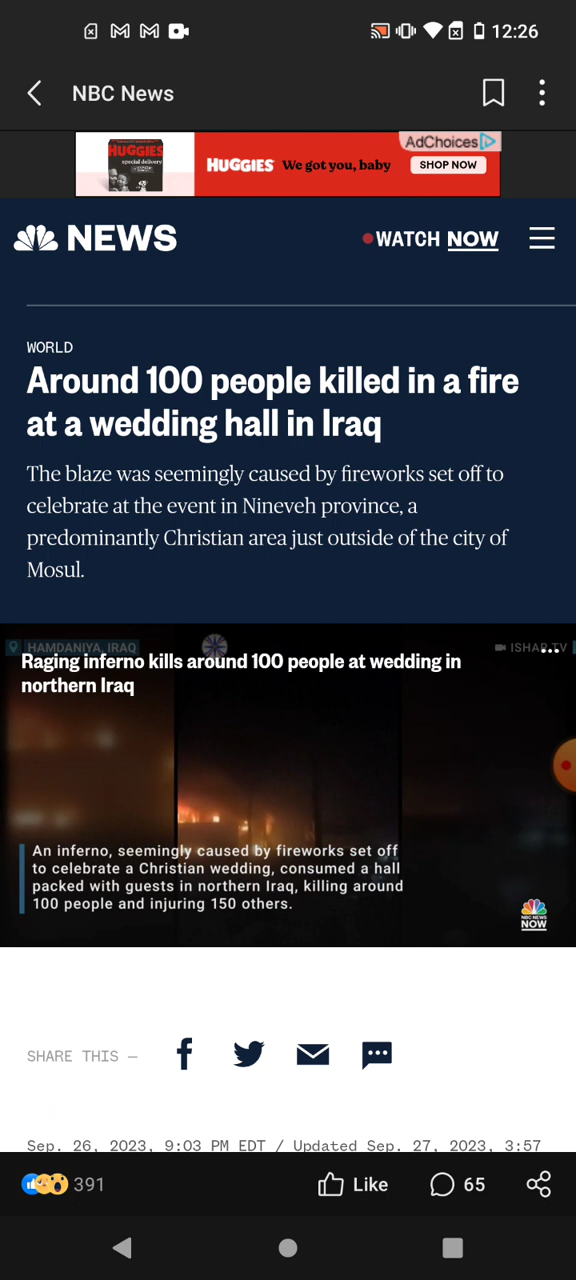 12:26
NBC News
HUGGIES
special delivery
HUGGIES We got you, baby
AdChoices
SHOP NOW
NEWS
WATCH NOW
WORLD
Around 100 people killed in a fire
at a wedding hall in Iraq
The blaze was seemingly caused by fireworks set off to
celebrate at the event in Nineveh province, a
predominantly Christian area just outside of the city of
Mosul.
HAMDANIYA, IRAQ
ISHAR TV
Raging inferno kills around 100 people at wedding in
northern Iraq
An inferno, seemingly caused by fireworks set off
to celebrate a Christian wedding, consumed a hall
packed with guests in northern Iraq, killing around
100 people and injuring 150 others.
NBC NEWS
NOW
SHARE THIS —
Sep. 26, 2023, 9:03 PM EDT / Updated Sep. 27, 2023, 3:57
391
Like
65